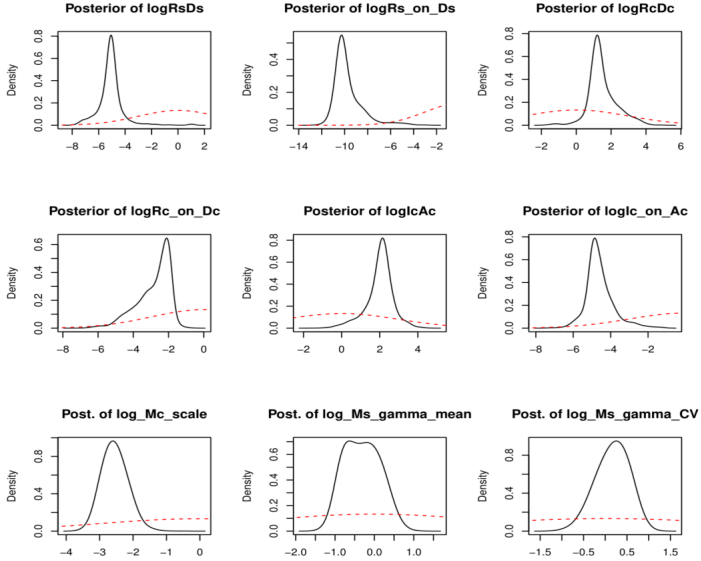 Posterior of logRsDs Posterior of logRs_on_Ds Posterior of logRcDc
Density 0.0 0.2 0.4 0.6 0.8 Density 0.0 0.2 0.4 Density 0.0 0.2 0.4 0.6 0.8
−8 −6 −4 −2 0 2 −14 −10 −6 −2 −2 0 2 4 6
Posterior of logRc_on_Dc Posterior of logIcAc Posterior of logIc_on_Ac
Density 0.0 0.2 0.4 0.6 Density 0.0 0.2 0.4 0.6 0.8 Density 0.0 0.2 0.4 0.6 0.8
−8 −6 −4 −2 0 −2 0 2 4 −8 −6 −4 −2
Post. of log_Mc_scale Post. of log_Ms_gamma_mean Post. of log_Ms_gamma_CV
Density 0.0 0.4 0.8 Density 0.0 0.2 0.4 0.6 Density 0.0 0.4 0.8
−4 −3 −2 −1 0 −2.0 −1.0 0.0 1.0 −1.5 −0.5 0.5 1.5